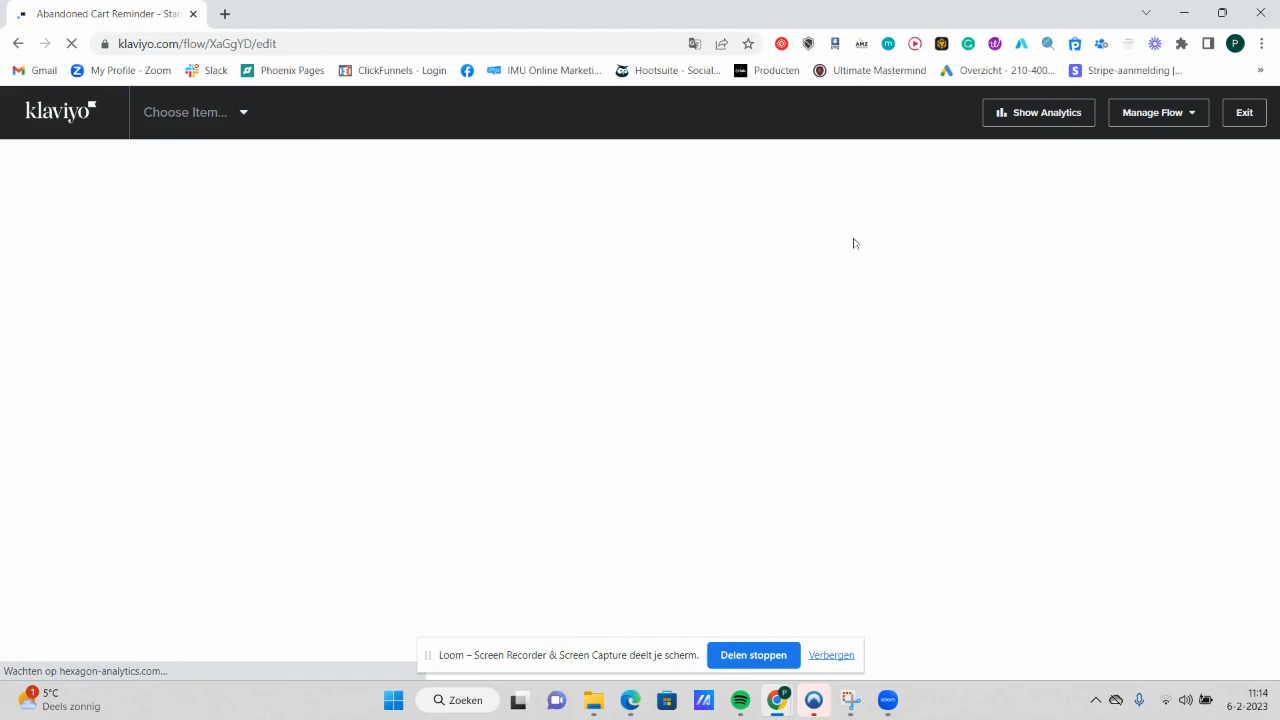 Abandoned Cart Reminder - Stan
klaviyo.com/flow/XaGgYD/edit
Gmail
My Profile - Zoom
Slack
Phoenix-pages
ClickFunnels - Login
IMU Online Marketi...
Hootsuite - Social...
Producten
Ultimate Mastermind
Overzicht - 210-400...
Stripe-aanmelding |...
»
klaviyo
Choose Item...
Show Analytics
Manage Flow
Exit
Loom – Screen Recorder & Screen Capture deelt je scherm.
Delen stoppen
Verbergen
Wachten op hexagon-analytics.com...
1
5°C
Deels zonnig
Zoeken
zoom
11:14
6-2-2023